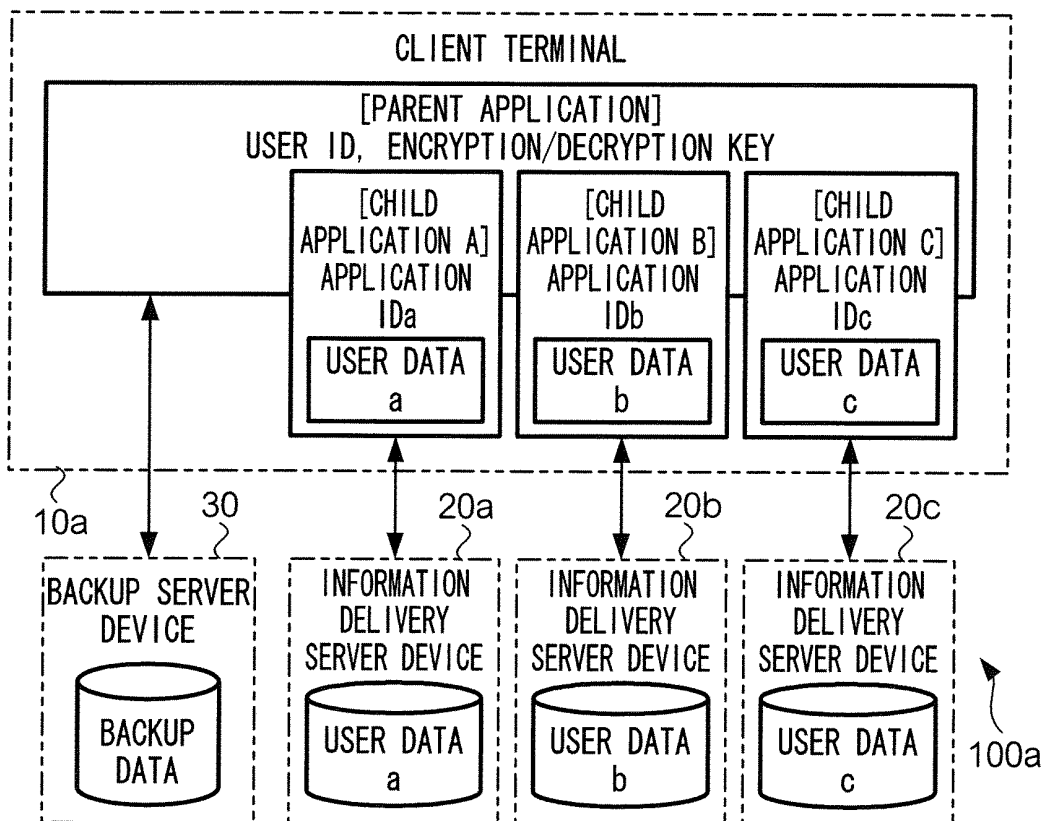 CLIENT TERMINAL
[PARENT APPLICATION]
USER ID, ENCRYPTION/DECRYPTION KEY
[CHILD
APPLICATION A]
APPLICATION
IDa
USER DATA
a
[CHILD
APPLICATION B]
APPLICATION
IDb
USER DATA
b
[CHILD
APPLICATION C]
APPLICATION
IDc
USER DATA
c
10a
30
20a
20b
20c
BACKUP SERVER
DEVICE
BACKUP
DATA
INFORMATION
DELIVERY
SERVER DEVICE
USER DATA
a
INFORMATION
DELIVERY
SERVER DEVICE
USER DATA
b
INFORMATION
DELIVERY
SERVER DEVICE
USER DATA
c
100a